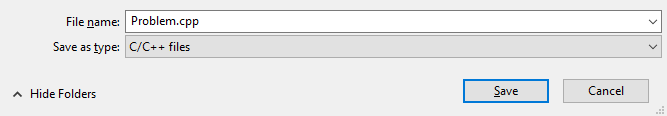 File name: Problem.cpp
Save as type: C/C++ files
Hide Folders Save Cancel